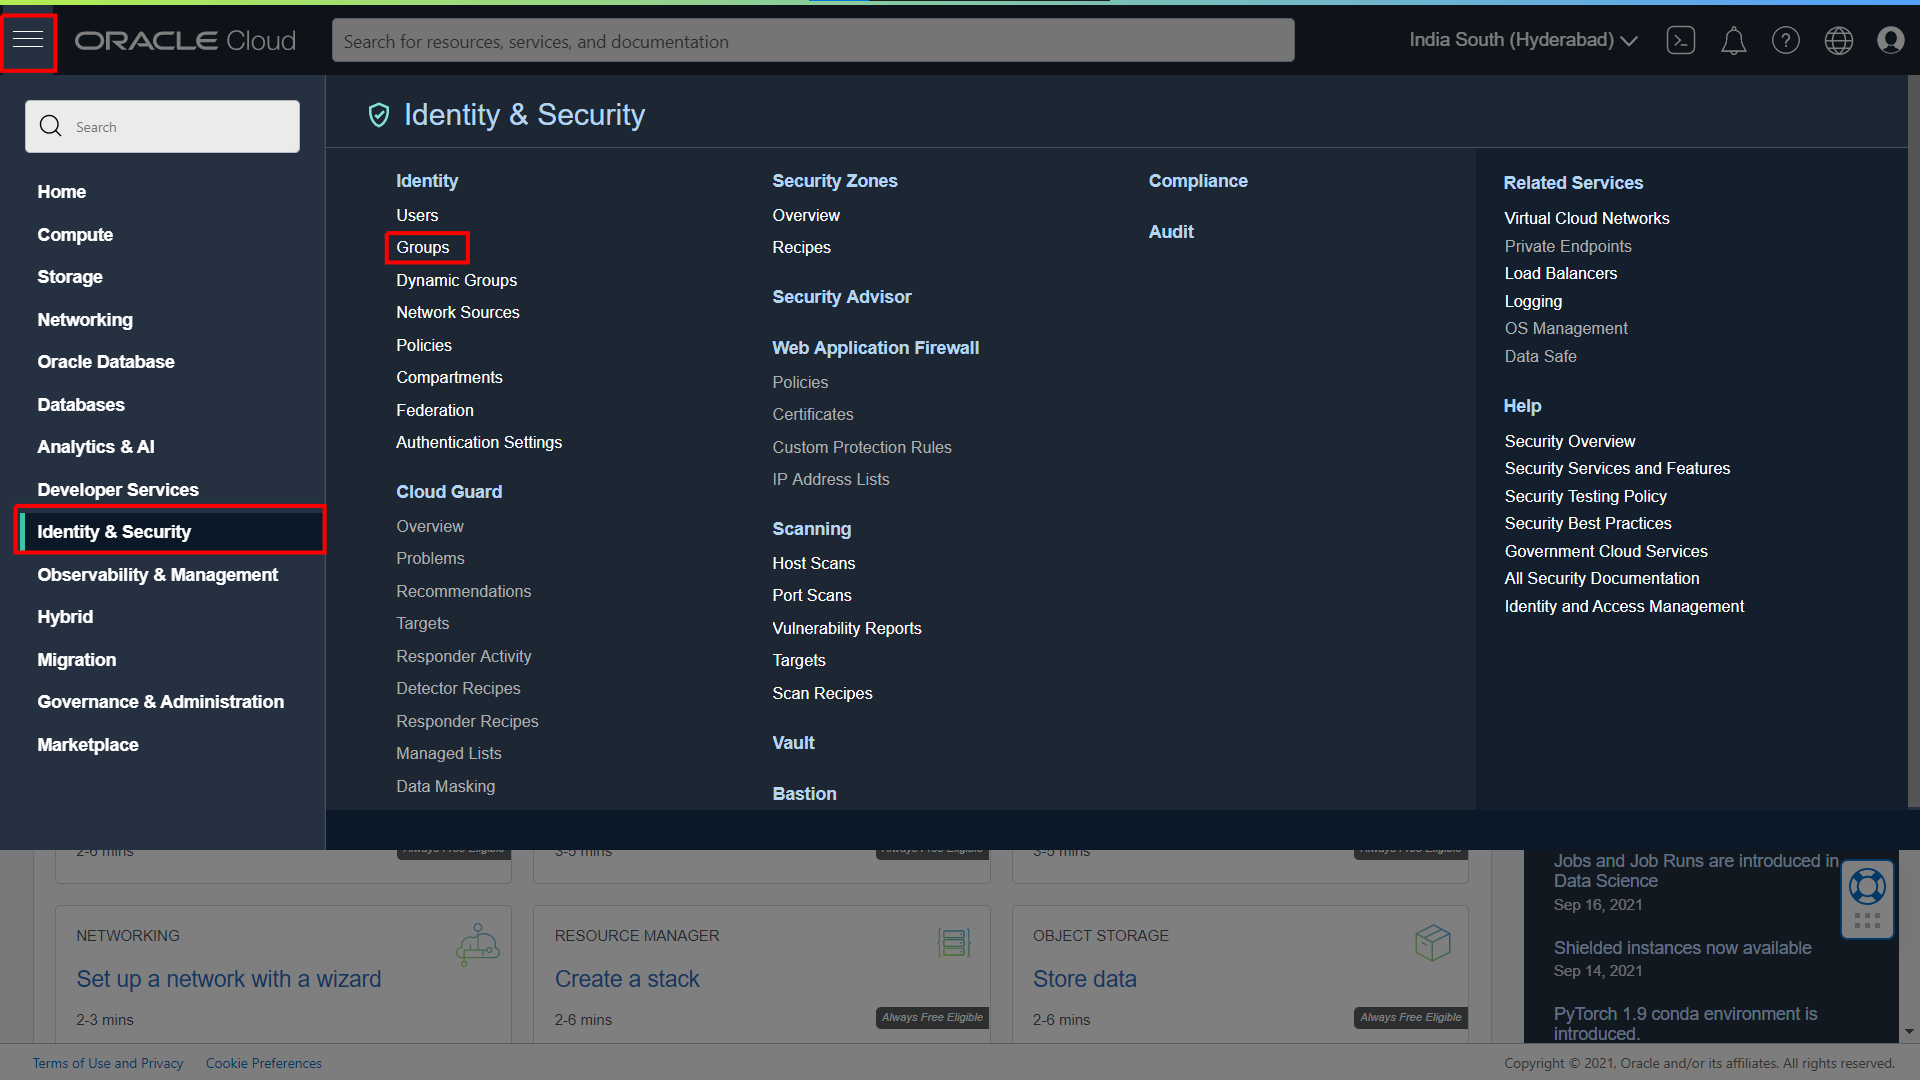 ORACLE Cloud
Search for resources, services, and documentation
India South (Hyderabad)
Search
Home
Compute
Storage
Networking
Oracle Database
Databases
Analytics & AI
Developer Services
Identity & Security
Observability & Management
Hybrid
Migration
Governance & Administration
Marketplace
Identity & Security
Identity
Users
Groups
Dynamic Groups
Network Sources
Policies
Compartments
Federation
Authentication Settings
Cloud Guard
Overview
Problems
Recommendations
Targets
Responder Activity
Detector Recipes
Responder Recipes
Managed Lists
Data Masking
Security Zones
Overview
Recipes
Security Advisor
Web Application Firewall
Policies
Certificates
Custom Protection Rules
IP Address Lists
Scanning
Host Scans
Port Scans
Vulnerability Reports
Targets
Scan Recipes
Vault
Bastion
Compliance
Audit
Related Services
Virtual Cloud Networks
Private Endpoints
Load Balancers
Logging
OS Management
Data Safe
Help
Security Overview
Security Services and Features
Security Testing Policy
Security Best Practices
Government Cloud Services
All Security Documentation
Identity and Access Management
2-6 mins
Always Free Eligible
3-5 mins
Always Free Eligible
3-5 mins
Always Free Eligible
NETWORKING
Set up a network with a wizard
2-3 mins
RESOURCE MANAGER
Create a stack
2-6 mins
Always Free Eligible
OBJECT STORAGE
Store data
2-6 mins
Always Free Eligible
Jobs and Job Runs are introduced in
Data Science
Sep 16, 2021
Shielded instances now available
Sep 14, 2021
PyTorch 1.9 conda environment is
introduced.
Terms of Use and Privacy
Cookie Preferences
Copyright © 2021, Oracle and/or its affiliates. All rights reserved.